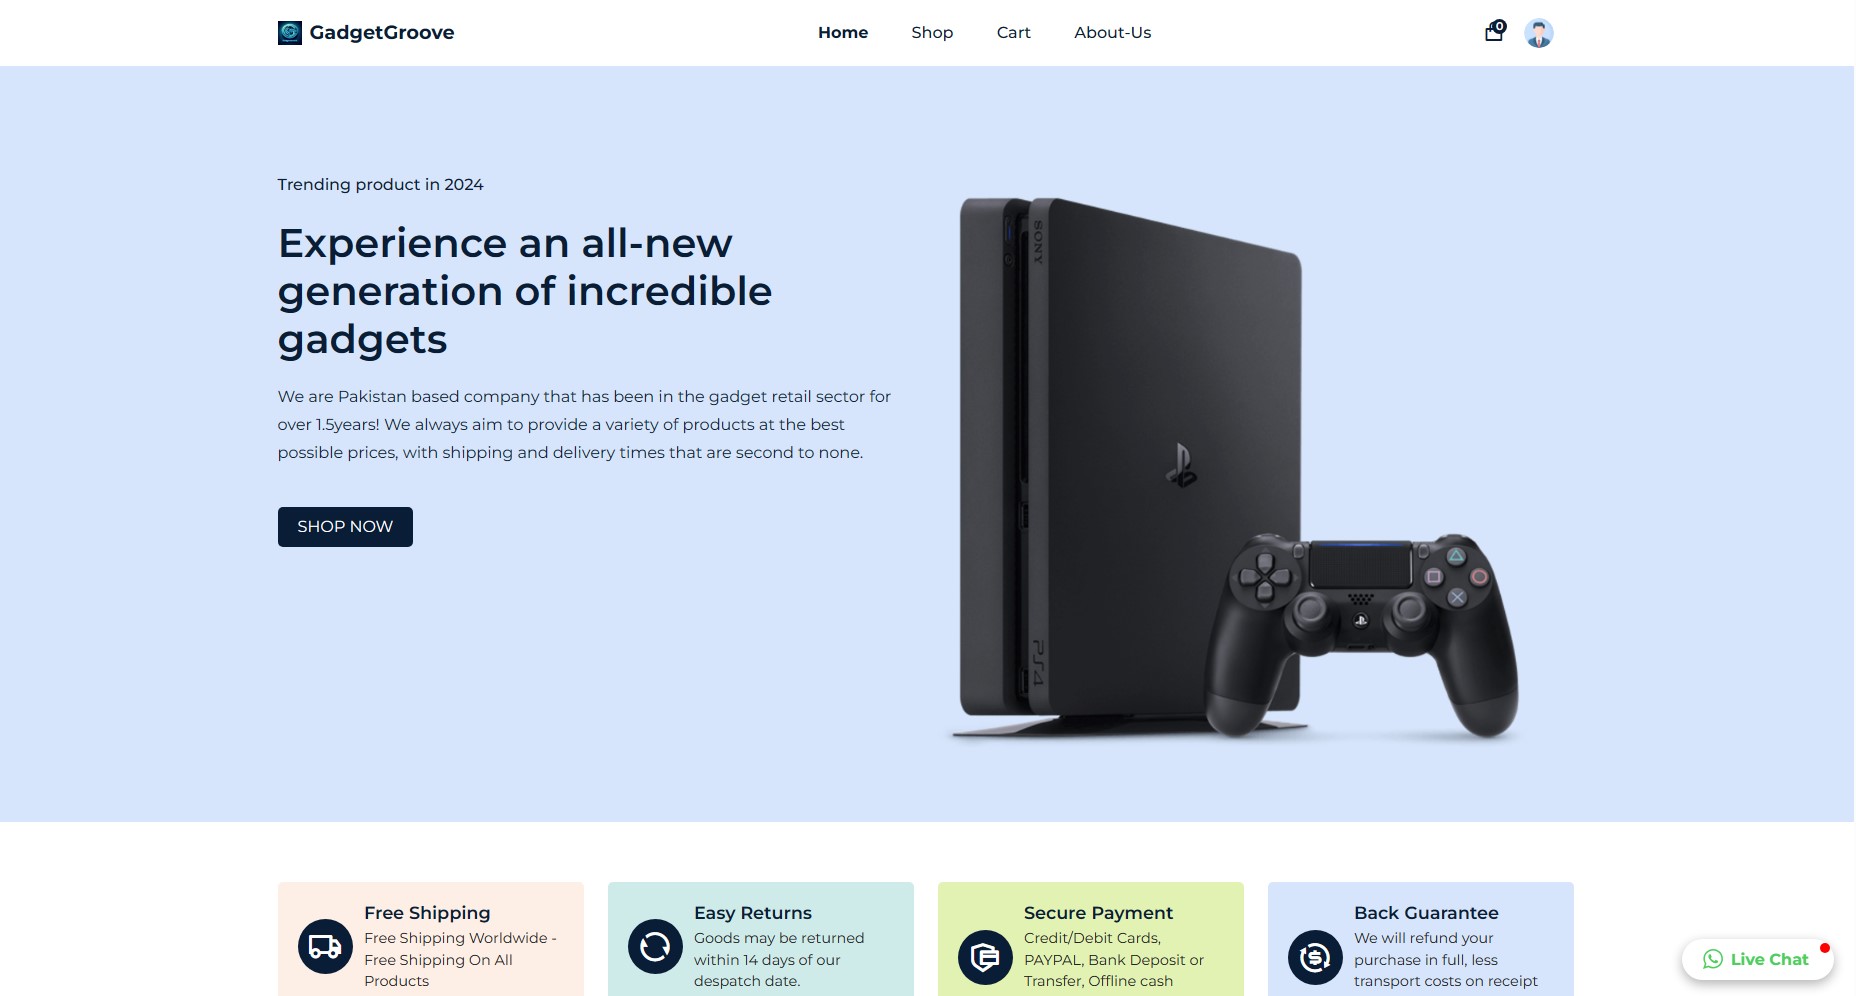 GadgetGroove
Home
Shop
Cart
About-Us
0
Trending product in 2024
Experience an all-new
generation of incredible
gadgets
We are Pakistan based company that has been in the gadget retail sector for
over 1.5years! We always aim to provide a variety of products at the best
possible prices, with shipping and delivery times that are second to none.
SHOP NOW
SONY
PS4
Free Shipping
Free Shipping Worldwide -
Free Shipping On All
Products
Easy Returns
Goods may be returned
within 14 days of our
despatch date.
Secure Payment
Credit/Debit Cards,
PAYPAL, Bank Deposit or
Transfer, Offline cash
Back Guarantee
We will refund your
purchase in full, less
transport costs on receipt
Live Chat